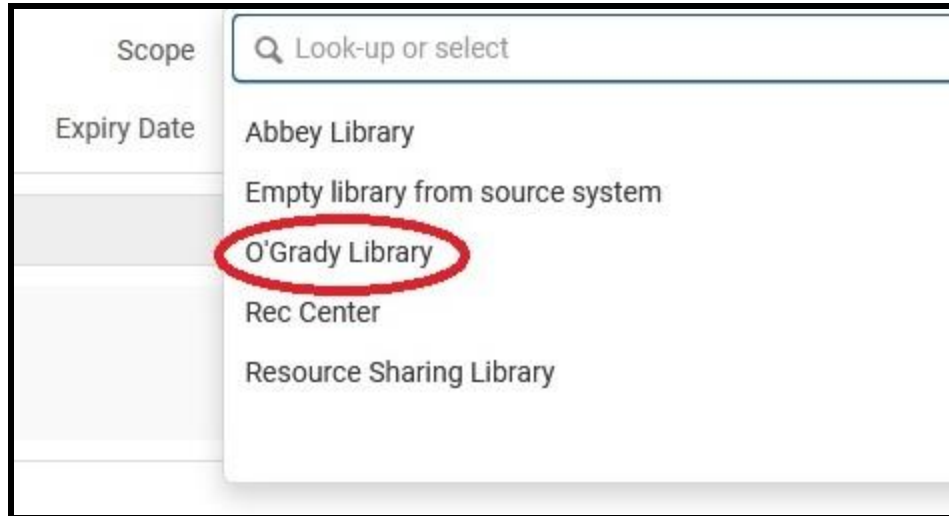 Scope
Look-up or select
Expiry Date
Abbey Library
Empty library from source system
O'Grady Library
Rec Center
Resource Sharing Library